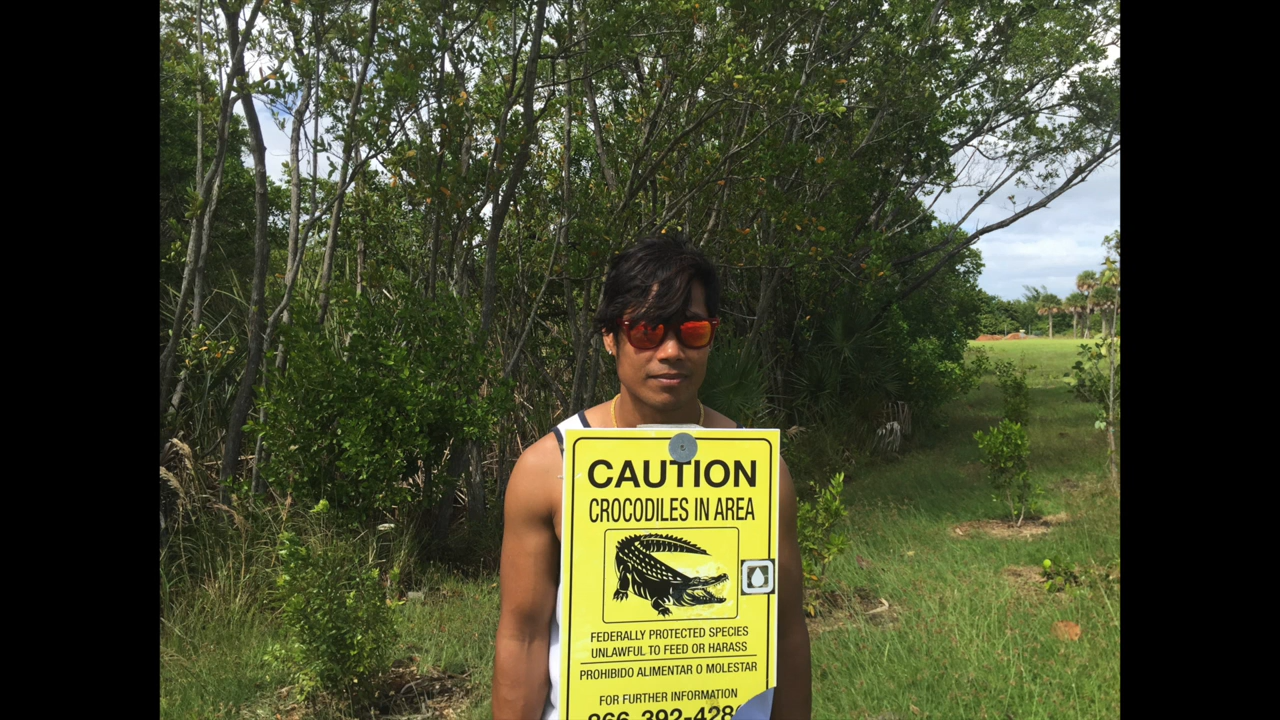 CAUTION
CROCODILES IN AREA
FEDERALLY PROTECTED SPECIES
UNLAWFUL TO FEED OR HARASS
PROHIBIDO ALIMENTAR O MOLESTAR
FOR FURTHER INFORMATION